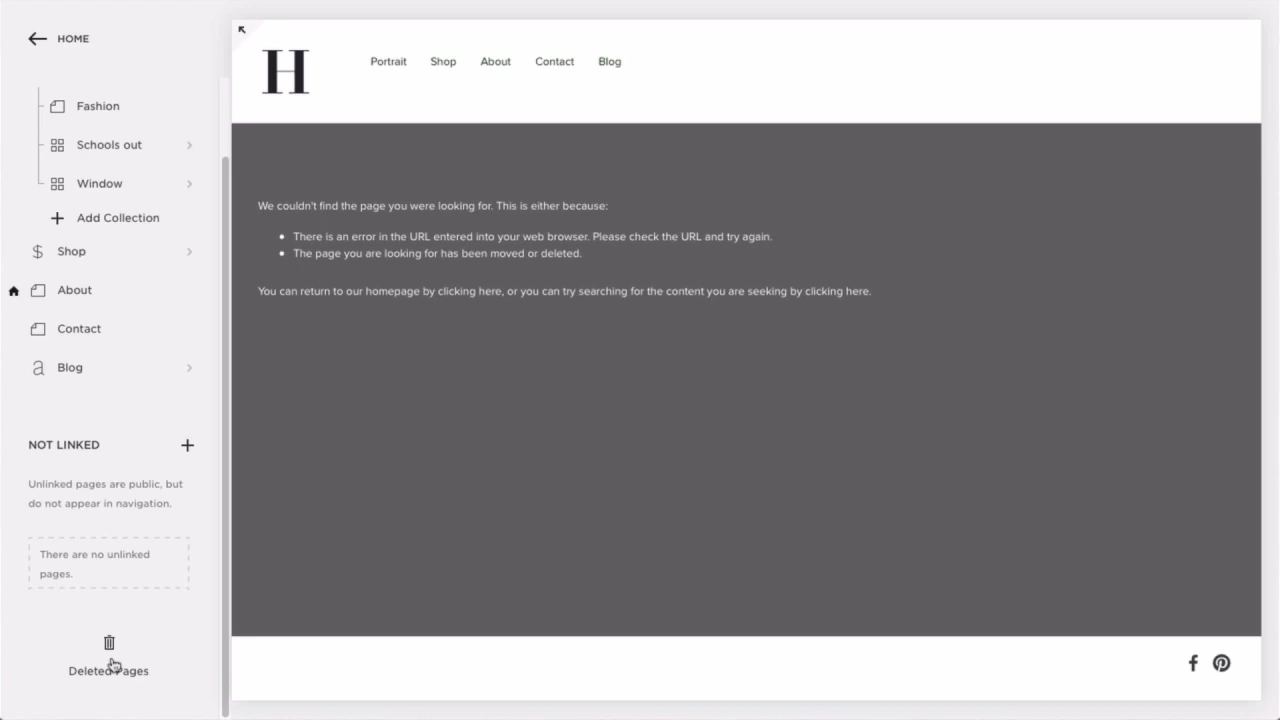 HOME
Fashion
Schools out
Window
Add Collection
Shop
About
Contact
Blog
NOT LINKED
Unlinked pages are public, but
do not appear in navigation.
There are no unlinked
pages.
Deleted Pages
H
Portrait Shop About Contact Blog
We couldn't find the page you were looking for. This is either because:
There is an error in the URL entered into your web browser. Please check the URL and try again.
The page you are looking for has been moved or deleted.
You can return to our homepage by clicking here, or you can try searching for the content you are seeking by clicking here.